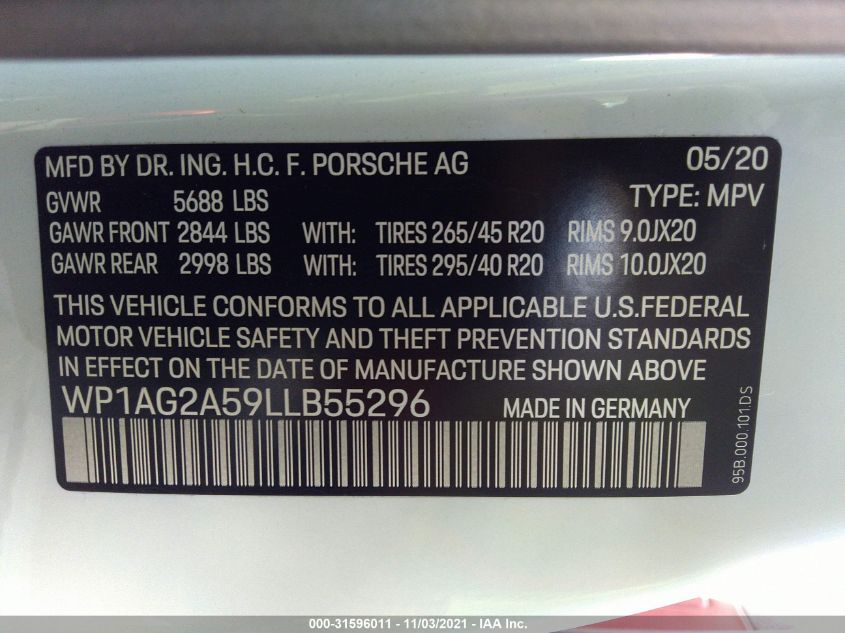 MFD BY DR. ING. H.C. F. PORSCHE AG 05/20
GVWR 5688 LBS TYPE: MPV
GAWR FRONT 2844 LBS WITH: TIRES 265/45 R20 RIMS 9.0JX20
GAWR REAR 2998 LBS WITH: TIRES 295/40 R20 RIMS 10.0JX20
THIS VEHICLE CONFORMS TO ALL APPLICABLE U.S.FEDERAL
MOTOR VEHICLE SAFETY AND THEFT PREVENTION STANDARDS
IN EFFECT ON THE DATE OF MANUFACTURE SHOWN ABOVE
WP1AG2A59LLB55296 MADE IN GERMANY
95B.000.101.DS
000-31596011 - 11/03/2021 - IAA Inc.